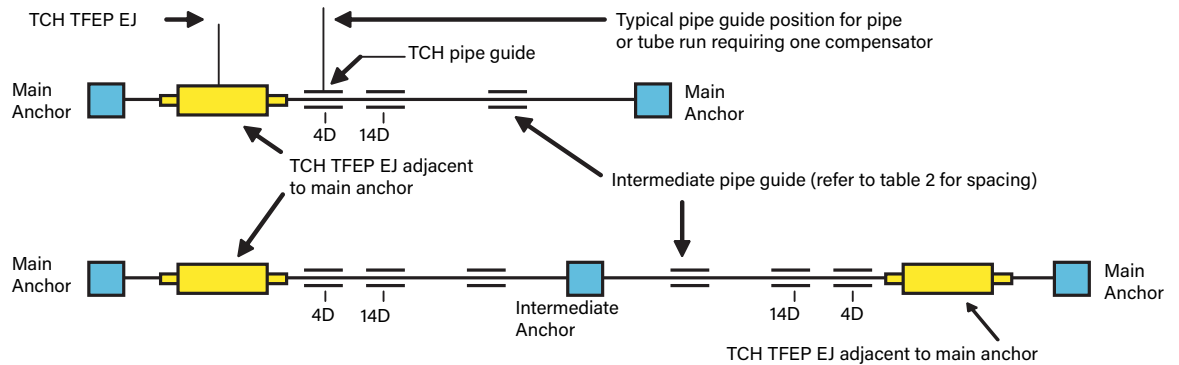 TCH TFEP EJ
Typical pipe guide position for pipe
or tube run requiring one compensator
TCH pipe guide
Main
Anchor
Main
Anchor
4D
14D
TCH TFEP EJ adjacent
to main anchor
Intermediate pipe guide (refer to table 2 for spacing)
Main
Anchor
Main
Anchor
4D
14D
Intermediate
Anchor
14D
4D
TCH TFEP EJ adjacent to main anchor